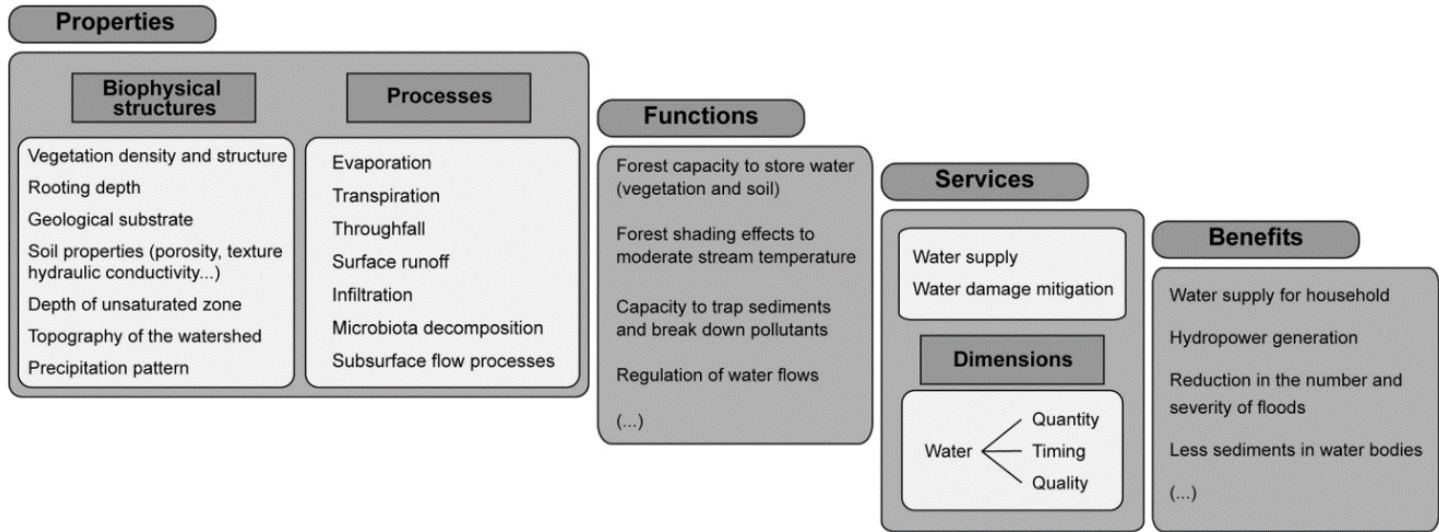 Properties
Biophysical
structures
Vegetation density and structure
Rooting depth
Geological substrate
Soil properties (porosity, texture
hydraulic conductivity...)
Depth of unsaturated zone
Topography of the watershed
Precipitation pattern
Processes
Evaporation
Transpiration
Throughfall
Surface runoff
Infiltration
Microbiota decomposition
Subsurface flow processes
Functions
Forest capacity to store water
(vegetation and soil)
Forest shading effects to
moderate stream temperature
Capacity to trap sediments
and break down pollutants
Regulation of water flows
(...)
Services
Water supply
Water damage mitigation
Dimensions
Water
Quantity
Timing
Quality
Benefits
Water supply for household
Hydropower generation
Reduction in the number and
severity of floods
Less sediments in water bodies
(...)